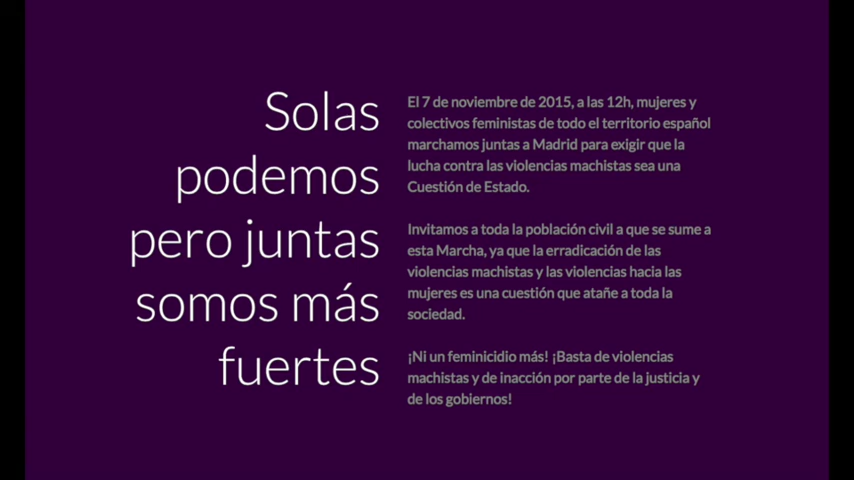 Solas
podemos
pero juntas
somos más
fuertes
El 7 de noviembre de 2015, a las 12h, mujeres y
colectivos feministas de todo el territorio español
marchamos juntas a Madrid para exigir que la
lucha contra las violencias machistas sea una
Cuestión de Estado.
Invitamos a toda la población civil a que se sume a
esta Marcha, ya que la erradicación de las
violencias machistas y las violencias hacia las
mujeres es una cuestión que atañe a toda la
sociedad.
¡Ni un feminicidio más! ¡Basta de violencias
machistas y de inacción por parte de la justicia y
de los gobiernos!